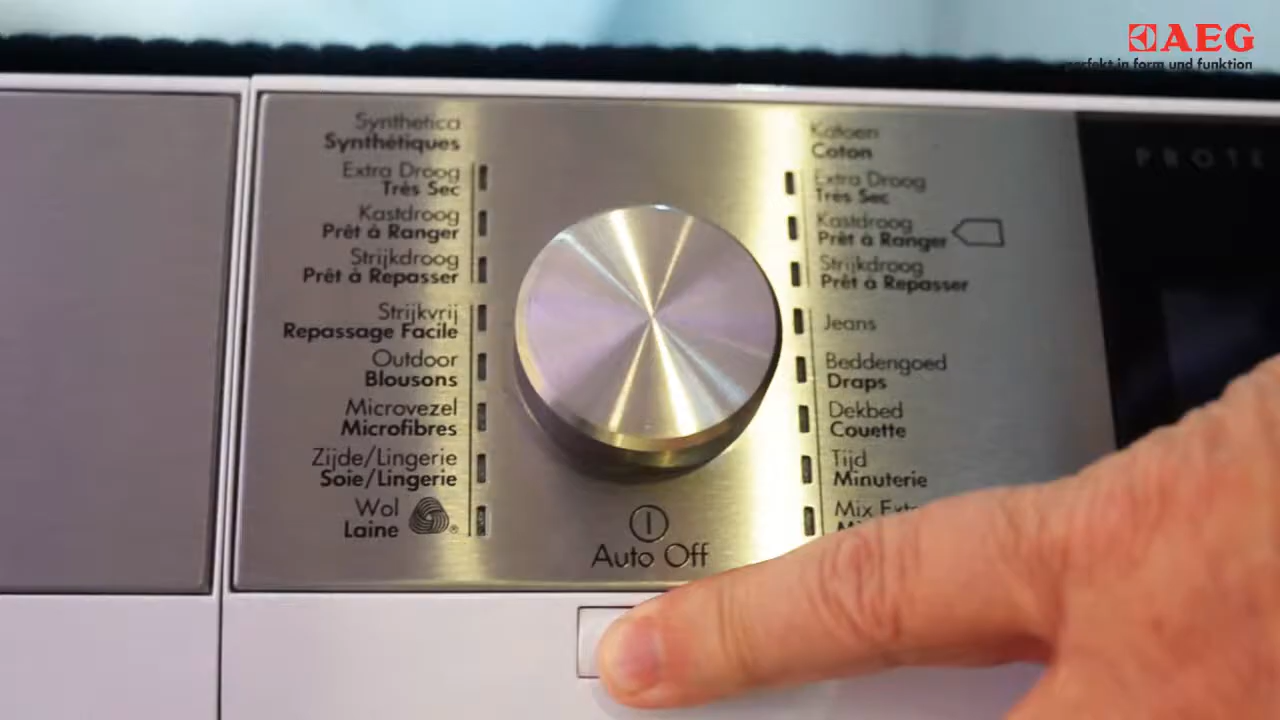 AEG
perfekt in form und funktion
Synthetica
Synthétiques
Extra Droog
Très Sec
Kastdroog
Prêt à Ranger
Strijkdroog
Prêt à Repasser
Strijkvrij
Repassage Facile
Outdoor
Blousons
Microvezel
Microfibres
Zijde/Lingerie
Soie/Lingerie
Wol
Laine
Auto Off
Katoen
Coton
Extra Droog
Très Sec
Kastdroog
Prêt à Ranger
Strijkdroog
Prêt à Repasser
Jeans
Beddengoed
Draps
Dekbed
Couette
Tijd
Minuterie
Mix